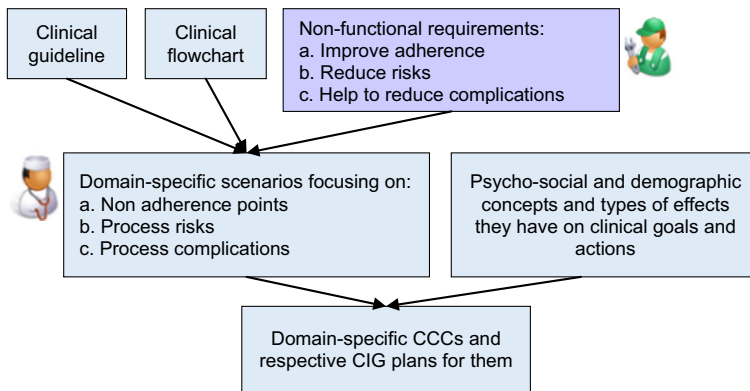 Clinical
guideline
Clinical
flowchart
Non-functional requirements:
a. Improve adherence
b. Reduce risks
c. Help to reduce complications
Domain-specific scenarios focusing on:
a. Non adherence points
b. Process risks
c. Process complications
Psycho-social and demographic
concepts and types of effects
they have on clinical goals and
actions
Domain-specific CCCs and
respective CIG plans for them